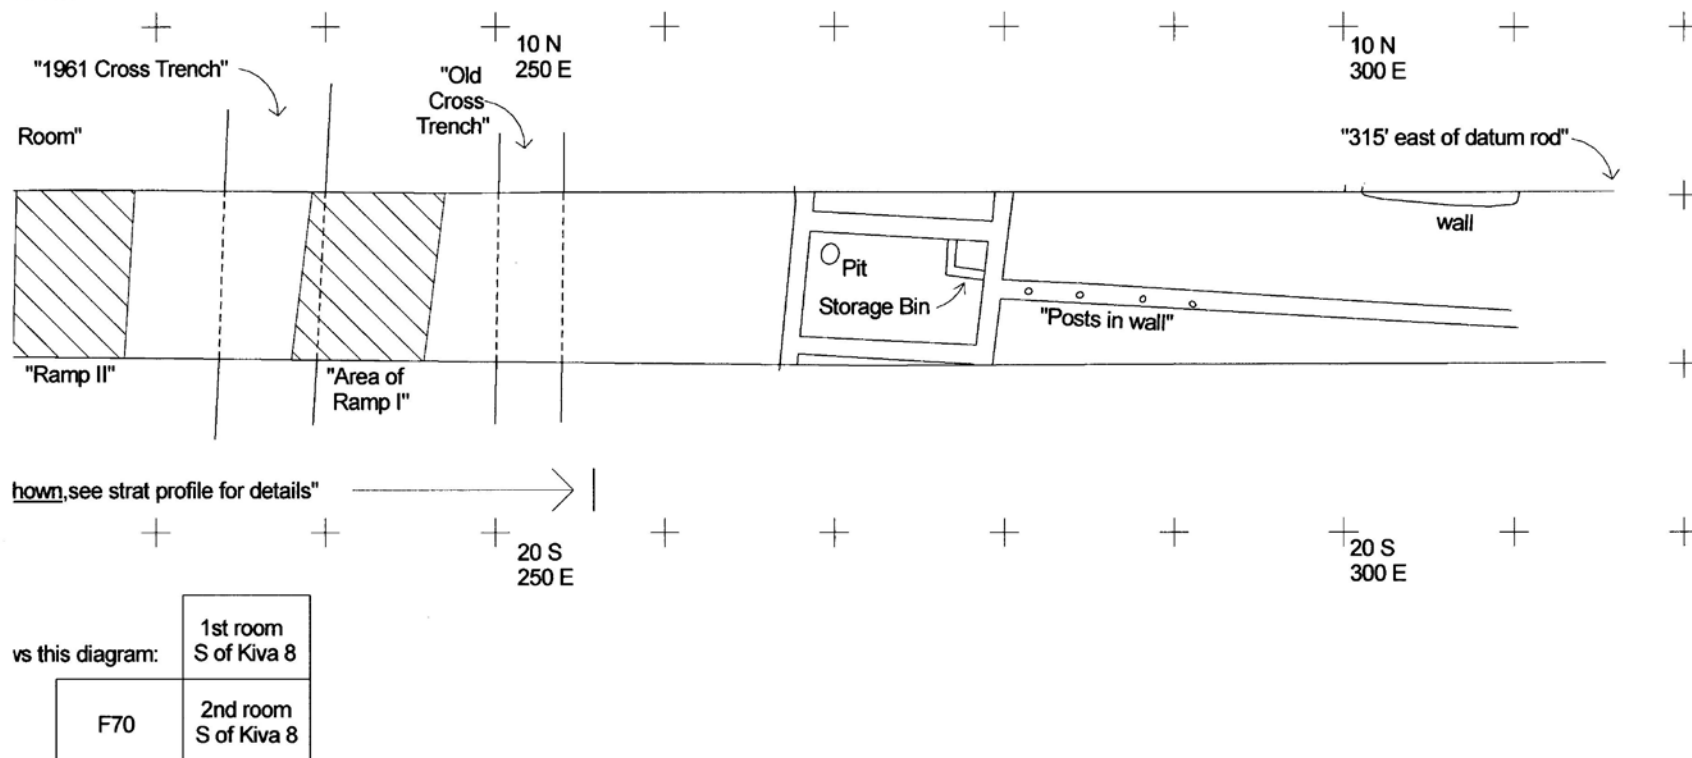 10 N
250 E
10 N
300 E
"1961 Cross Trench"
"Old
Cross
Trench"
Room"
"315' east of datum rod"
wall
Pit
Storage Bin
"Posts in wall"
"Ramp II"
"Area of
Ramp I"
hown,see strat profile for details"
20 S
250 E
20 S
300 E
1st room
S of Kiva 8
vs this diagram:
F70
2nd room
S of Kiva 8